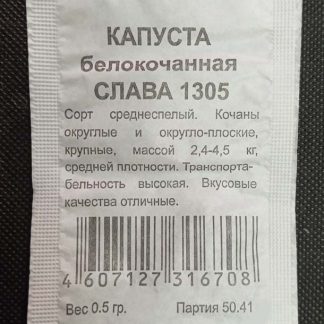 КАПУСТА
белокочанная
СЛАВА 1305
Сорт среднеспелый. Кочаны
округлые и округло-плоские,
крупные, массой 2,4-4,5 кг,
средней плотности. Транспорта-
бельность высокая. Вкусовые
качества отличные.
4 607127 316708
Вес 0.5 гр. Партия 50.41